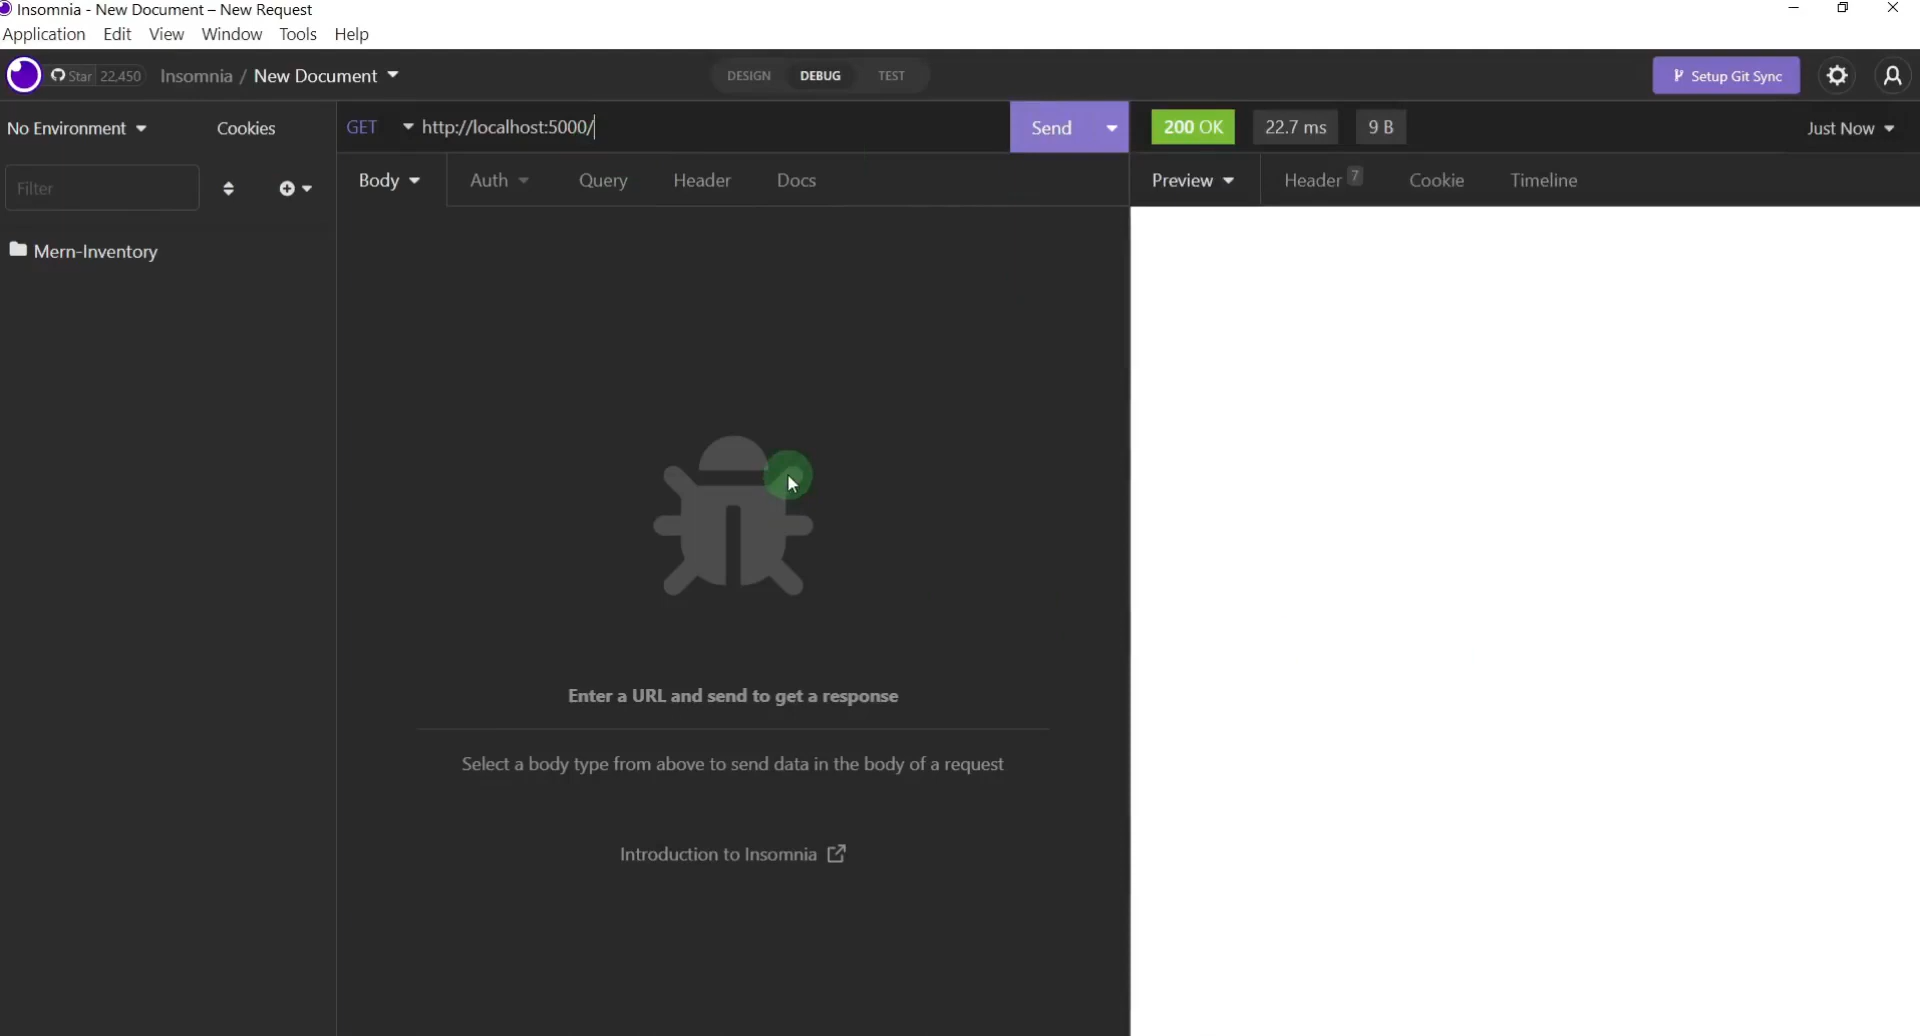 Insomnia - New Document – New Request
Application Edit View Window Tools Help
Star 22,450 Insomnia / New Document DESIGN DEBUG TEST Setup Git Sync
No Environment Cookies GET http://localhost:5000/ Send 200 OK 22.7 ms 9 B Just Now
Filter Body Auth Query Header Docs Preview Header 7 Cookie Timeline
Mern-Inventory
Enter a URL and send to get a response
Select a body type from above to send data in the body of a request
Introduction to Insomnia